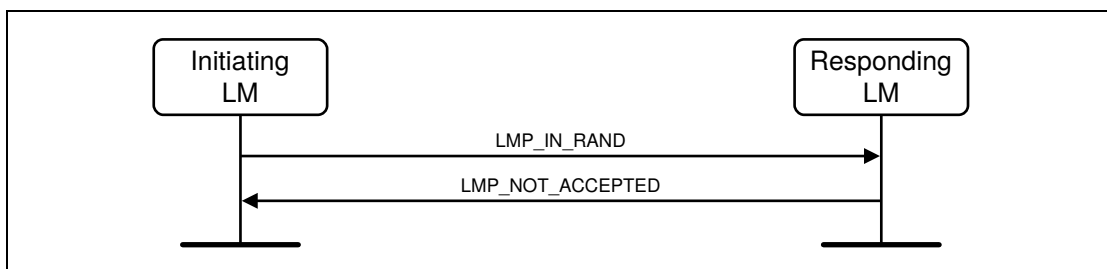 Initiating
LM
Responding
LM
LMP_IN_RAND
LMP_NOT_ACCEPTED